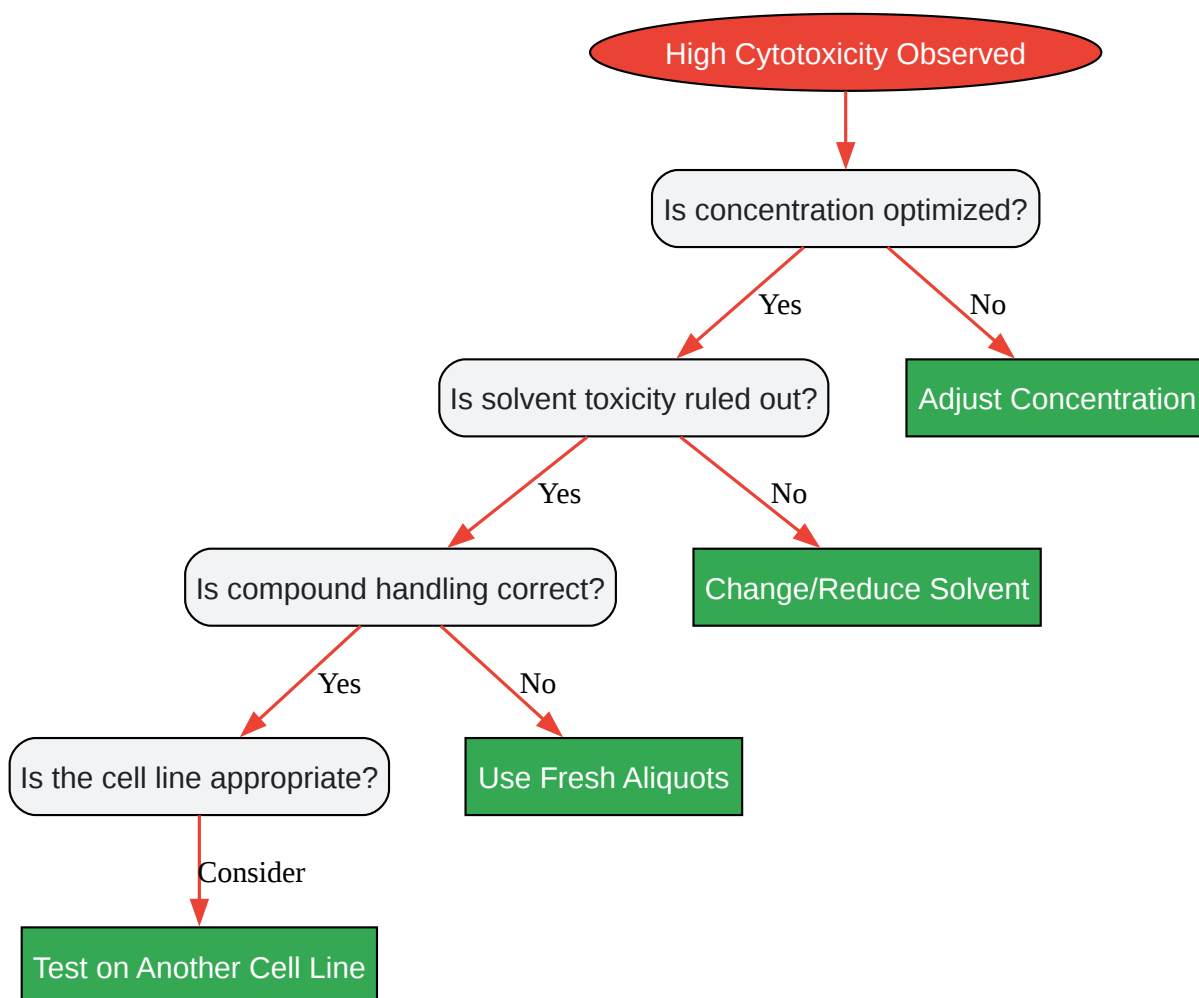 High Cytotoxicity Observed
Is concentration optimized?
Yes
No
Is solvent toxicity ruled out?
Adjust Concentration
Yes
No
Is compound handling correct?
Change/Reduce Solvent
Yes
No
Is the cell line appropriate?
Use Fresh Aliquots
Consider
Test on Another Cell Line